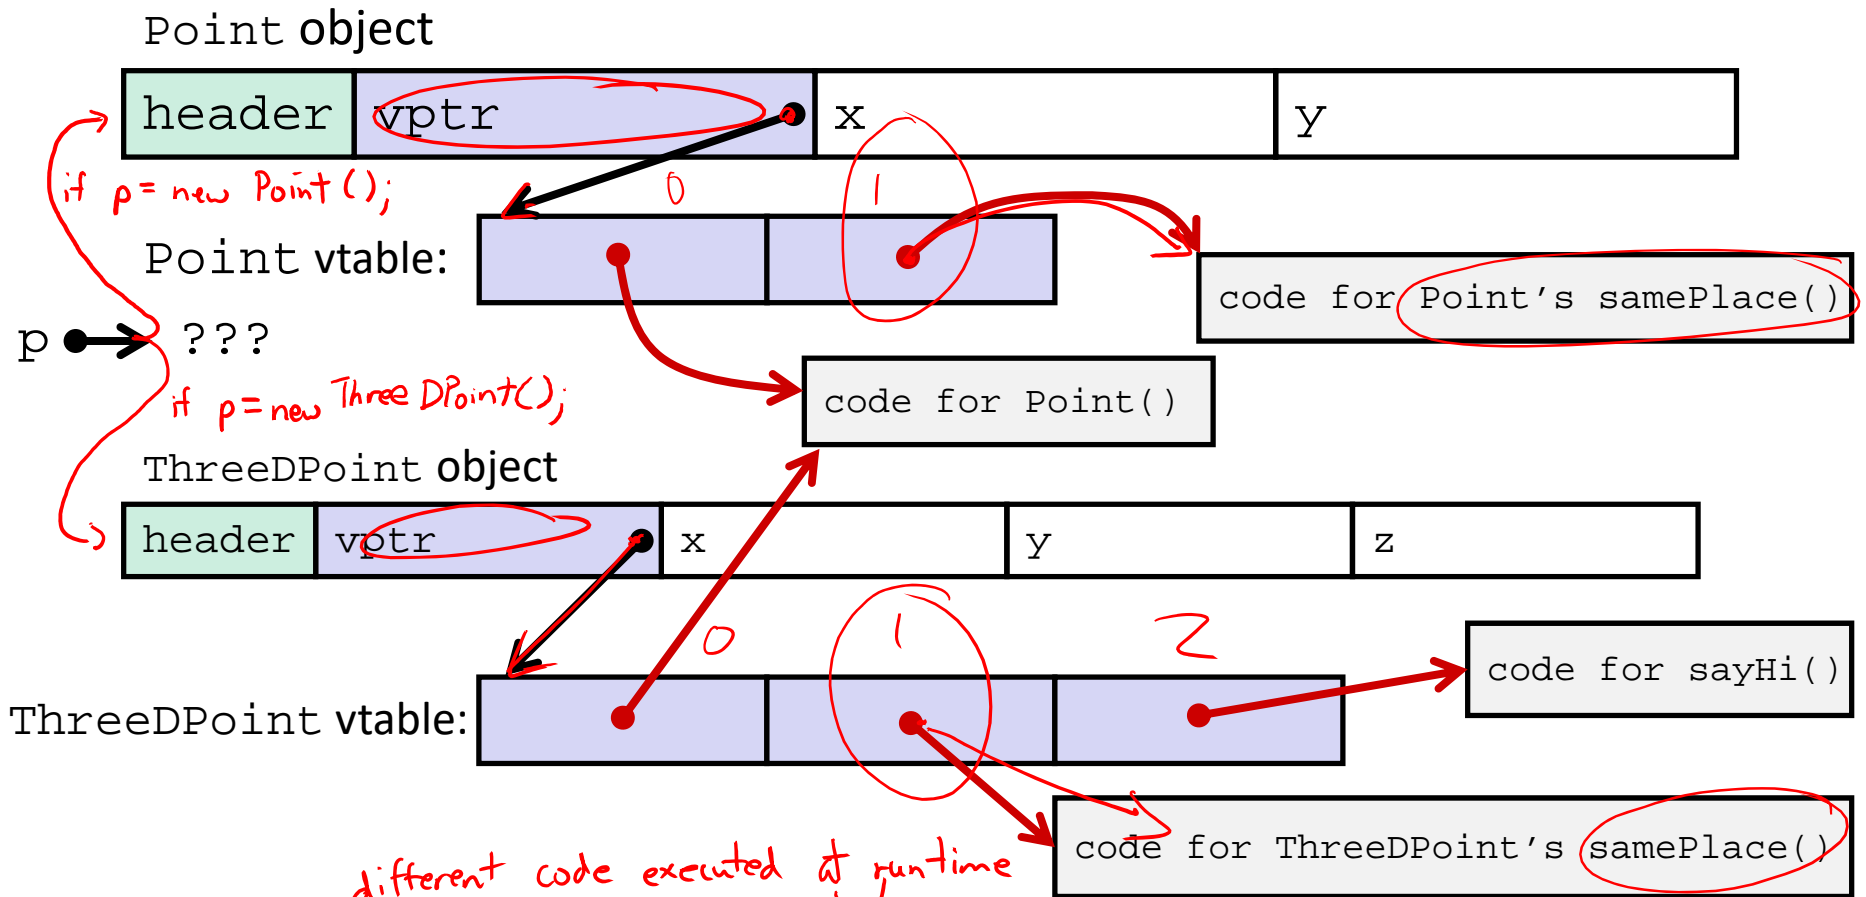 Point object
header vptr x y
if p = new Point();
0 1
Point vtable:
code for Point's samePlace()
p ???
code for Point()
if p = new ThreeDPoint();
ThreeDPoint object
header vptr x y z
0 1 2
code for sayHi()
ThreeDPoint vtable:
code for ThreeDPoint's samePlace()
different code executed at runtime